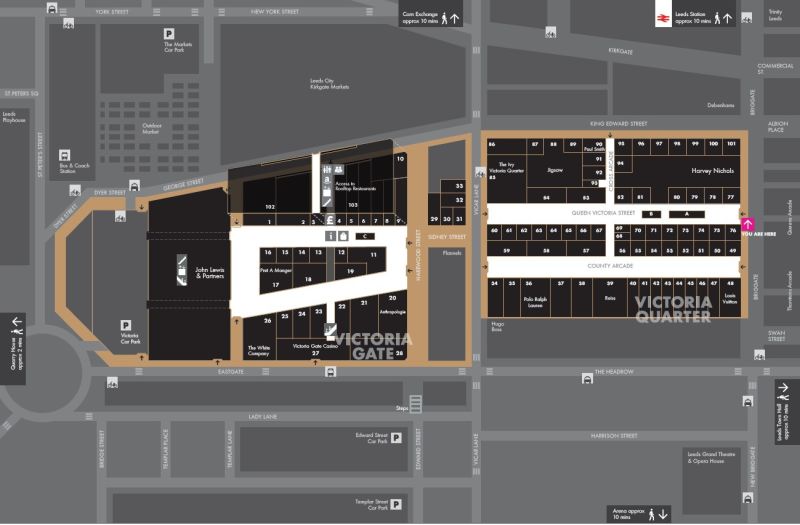 YORK STREET
NEW YORK STREET
Corn Exchange
approx 10 mins
Leeds Station
approx 10 mins
Trinity
Leeds
P
The Markets
Car Park
KIRKGATE
COMMERCIAL
ST
Leeds City
Kirkgate Markets
ST PETERS SQ
BRIGGATE
Leeds
Playhouse
Debenhams
Outdoor
Market
KING EDWARD STREET
ALBION
PLACE
ST PETER'S STREET
Bus & Coach
Station
86
87
88
89
90
Paul Smith
95
96
97
98
99
100
101
10
The Ivy
Victoria Quarter
85
Jigsaw
91
92
93
CROSS ARCADE
94
Harvey Nichols
GEORGE STREET
DYER STREET
Access to
Rooftop Restaurants
VICAR LANE
33
32
84
83
82
81
80
79
78
77
102
103
DYER STREET
QUEEN VICTORIA STREET
B
A
Queens Arcade
1
2
3
£
4
5
6
7
8
9
29
30
31
YOU ARE HERE
i
C
HAREWOOD STREET
SIDNEY STREET
60
61
62
63
64
65
66
67
69
68
70
71
72
73
74
75
76
16
15
14
12
11
Flannels
59
58
57
56
55
54
53
52
51
50
49
Pret A Manger
13
John Lewis
& Partners
17
18
19
COUNTY ARCADE
Thorntons Arcade
34
35
36
37
38
39
40
41
42
43
44
45
46
47
48
20
21
22
Polo Ralph
Lauren
Reiss
Louis
Vuitton
VICTORIA
QUARTER
BRIGGATE
Anthropologie
26
25
24
23
P
Victoria
Car Park
Hugo
Boss
SWAN
STREET
Quarry House
approx 2 mins
The White
Company
Victoria Gate Casino
27
28
VICTORIA
GATE
EASTGATE
THE HEADROW
Leeds Town Hall
approx 10 mins
Steps
LADY LANE
BRIDGE STREET
TEMPLAR PLACE
TEMPLAR LANE
Edward Street
Car Park
P
EDWARD STREET
VICAR LANE
HARRISON STREET
Leeds Grand Theatre
& Opera House
NEW BRIGGATE
Templar Street
Car Park
P
Arena approx
10 mins